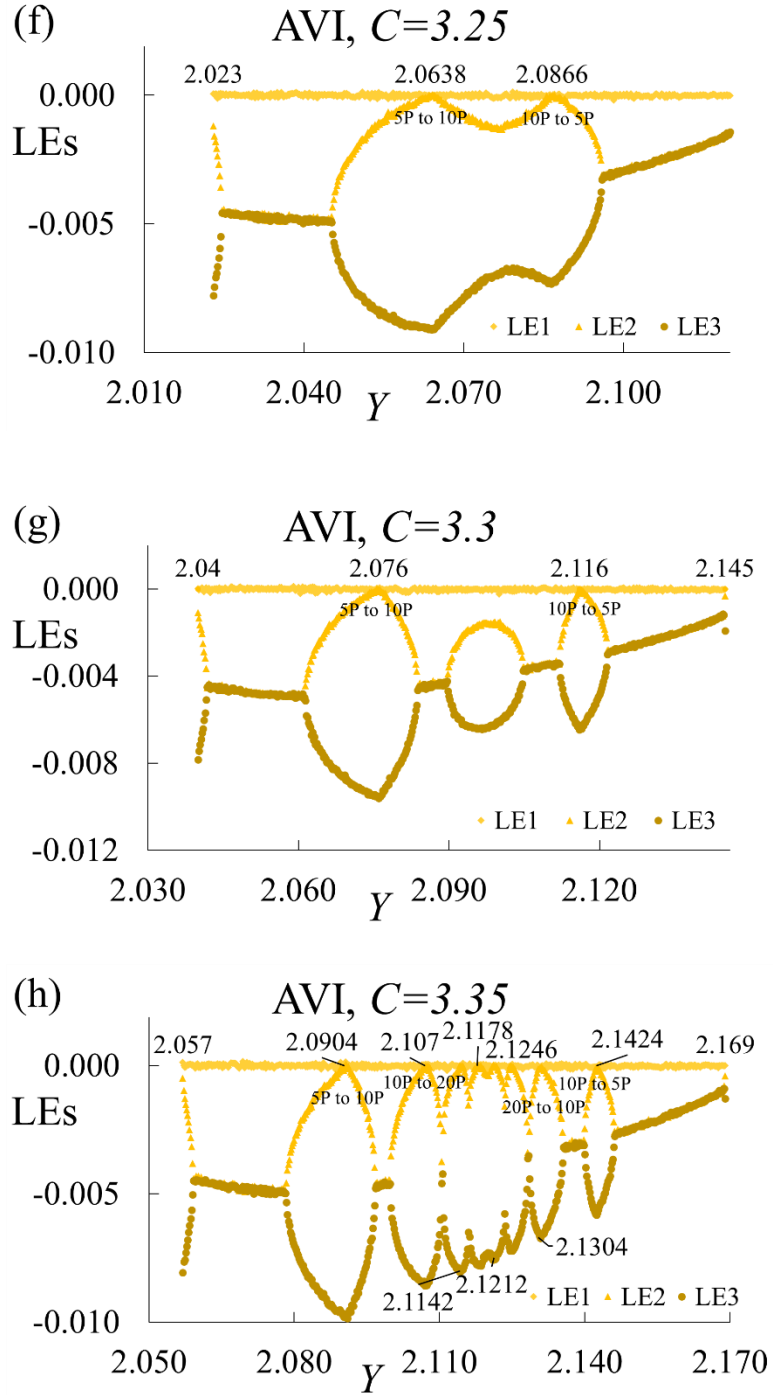 (f) AVI, C=3.25
2.023 2.0638 2.0866
0.000
5P to 10P 10P to 5P
LEs
-0.005
LE1 LE2 LE3
-0.010
2.010 2.040 2.070 2.100
Y
(g) AVI, C=3.3
2.04 2.076 2.116 2.145
0.000
5P to 10P 10P to 5P
LEs
-0.004
-0.008
LE1 LE2 LE3
-0.012
2.030 2.060 2.090 2.120
Y
(h) AVI, C=3.35
2.057 2.0904 2.107 2.1178 2.1246 2.1424 2.169
0.000
5P to 10P 10P to 20P 20P to 10P 10P to 5P
LEs
-0.005
2.1142 2.1212 2.1304
LE1 LE2 LE3
-0.010
2.050 2.080 2.110 2.140 2.170
Y